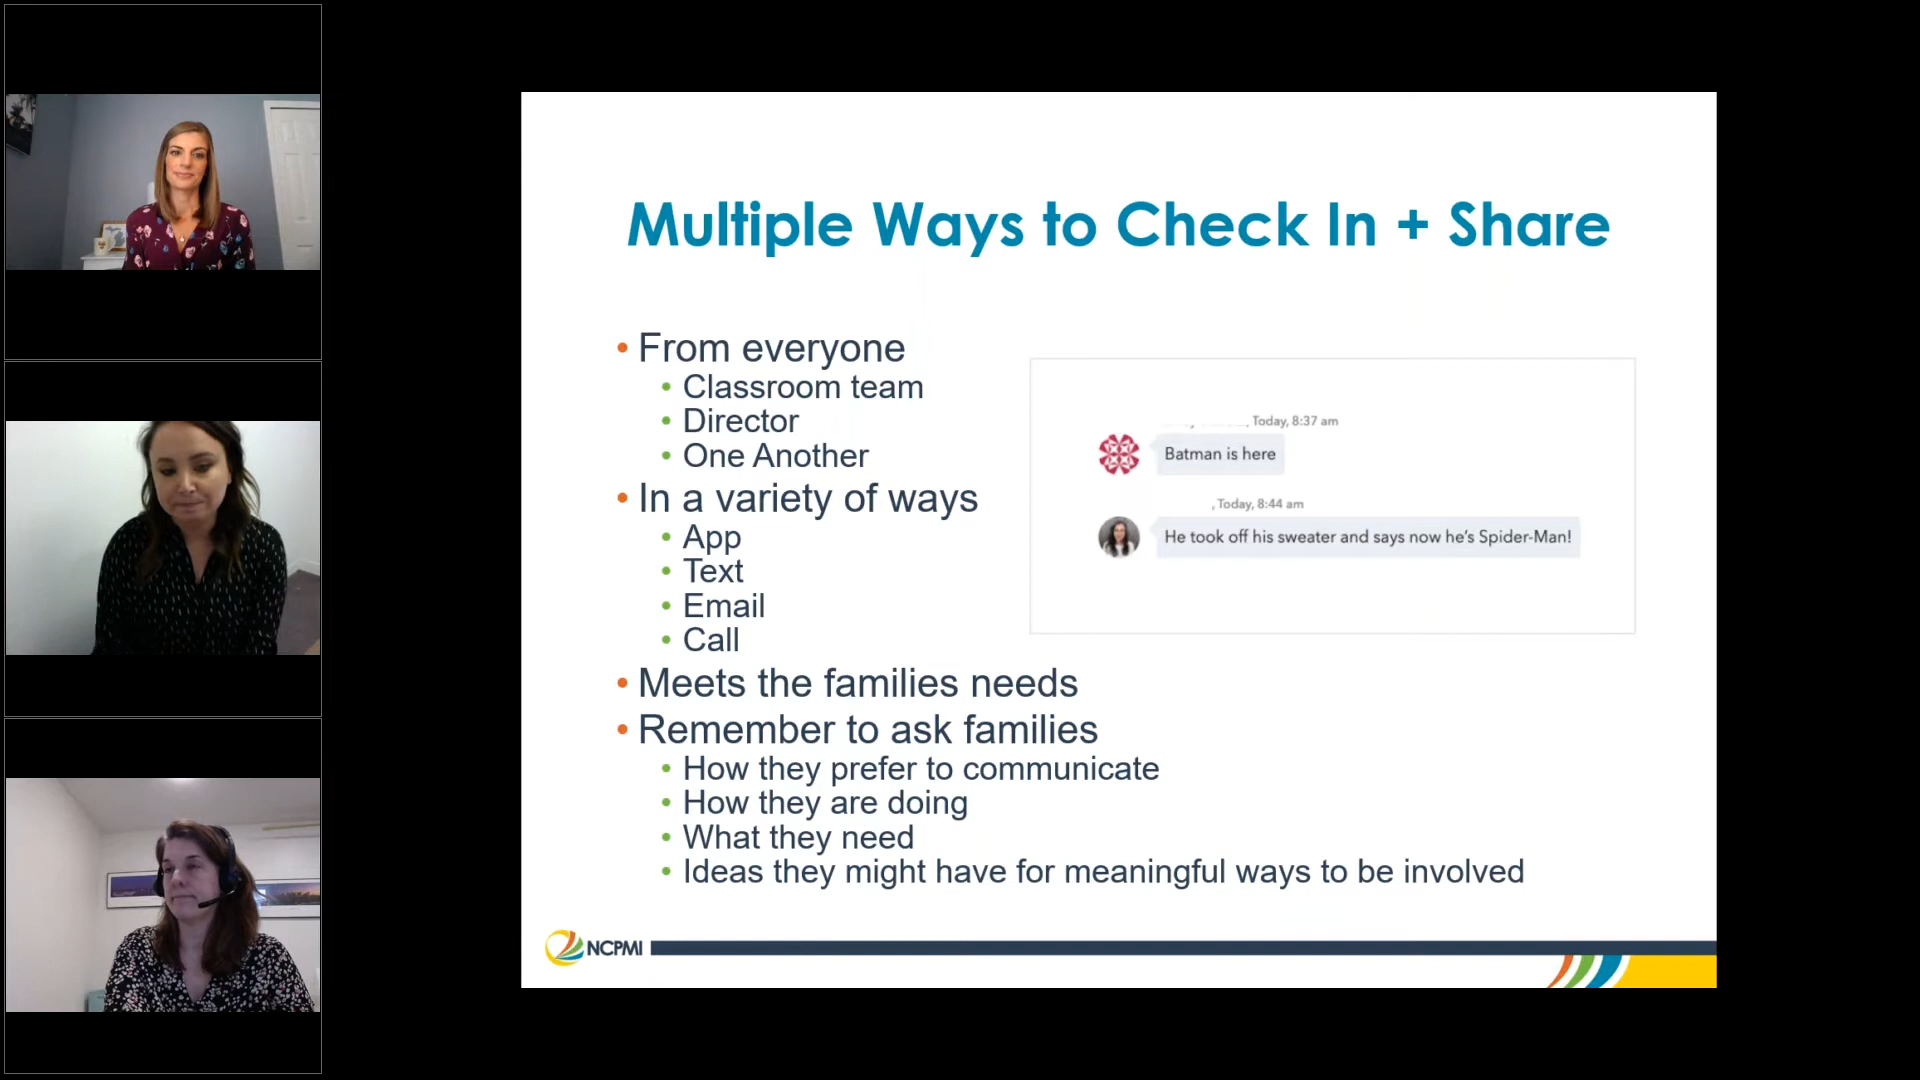 Multiple Ways to Check In + Share
• From everyone
• Classroom team
• Director
• One Another
• In a variety of ways
• App
• Text
• Email
• Call
• Meets the families needs
• Remember to ask families
• How they prefer to communicate
• How they are doing
• What they need
• Ideas they might have for meaningful ways to be involved
, Today, 8:37 am
Batman is here
, Today, 8:44 am
He took off his sweater and says now he's Spider-Man!
NCPMI